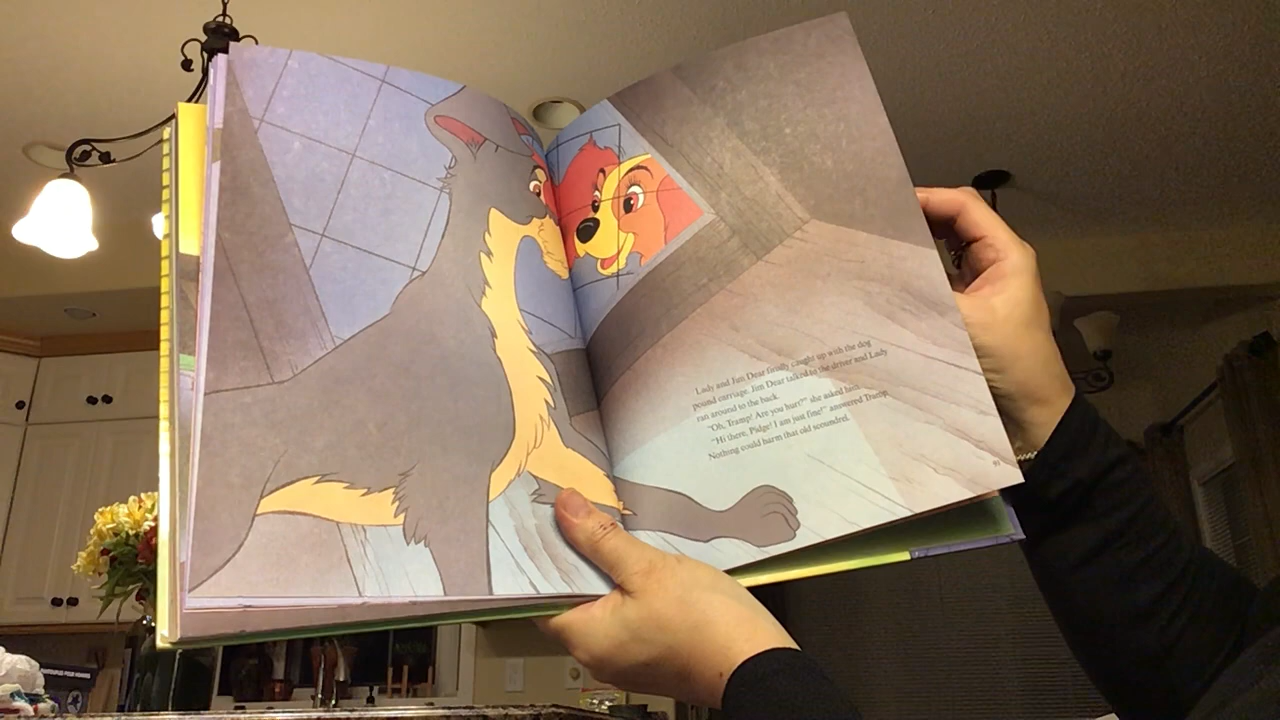 Lady and Jim Dear finally caught up with the dog
pound carriage. Jim Dear talked to the driver and Lady
ran around to the back.
"Oh, Tramp! Are you hurt?" she asked him.
"Hi there, Pidge! I am just fine!" answered Tramp.
Nothing could harm that old scoundrel.